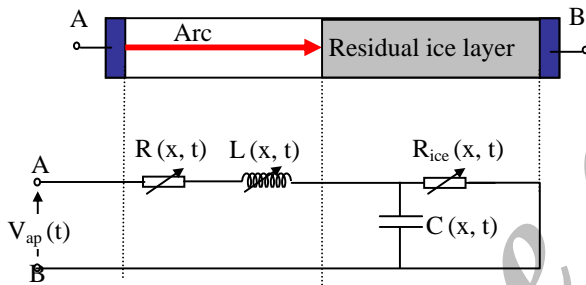 A
B
Arc
Residual ice layer
R (x, t)
L (x, t)
R_ice (x, t)
A
V_ap (t)
C (x, t)
B